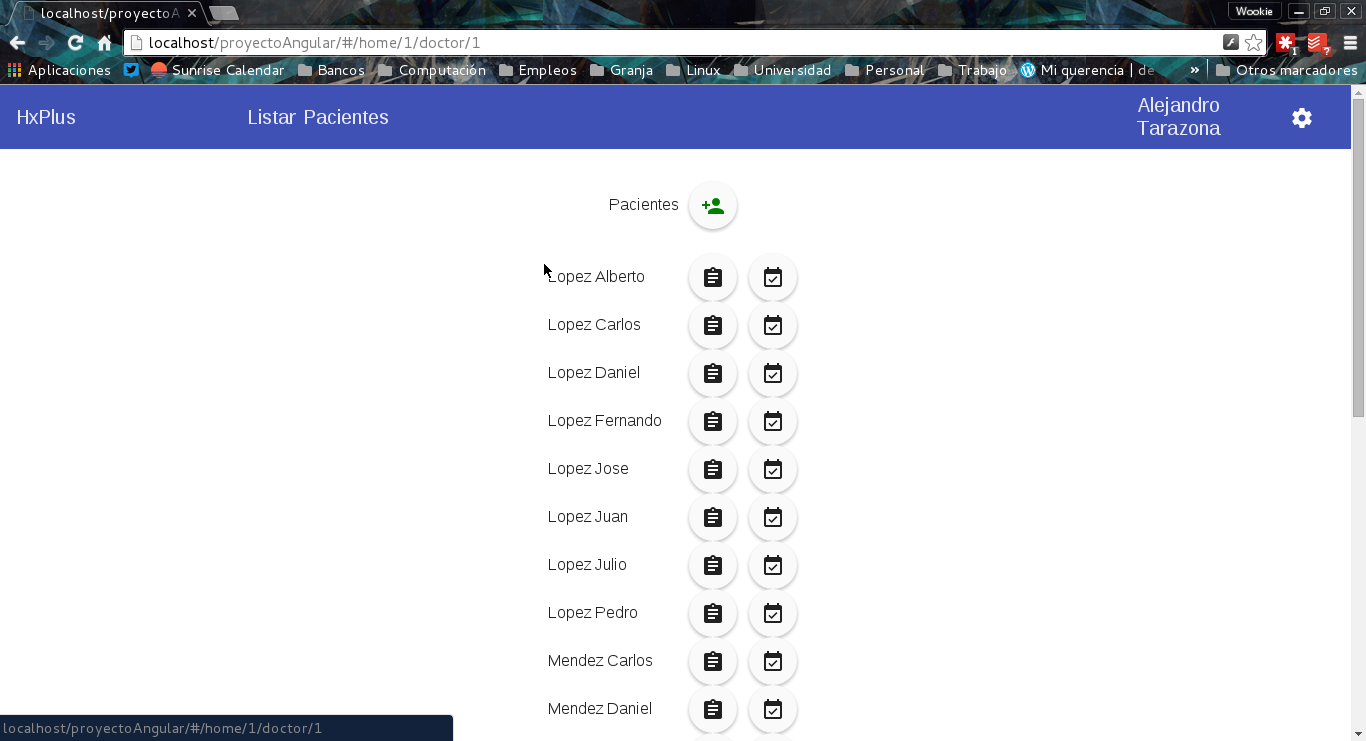 localhost/proyectoA
Wookie
localhost/proyectoAngular/#/home/1/doctor/1
1
?
Aplicaciones
Sunrise Calendar
Bancos
Computación
Empleos
Granja
Linux
Universidad
Personal
Trabajo
Mi querencia | de
»
Otros marcadores
HxPlus
Listar Pacientes
Alejandro
Tarazona
Pacientes
Lopez Alberto
Lopez Carlos
Lopez Daniel
Lopez Fernando
Lopez Jose
Lopez Juan
Lopez Julio
Lopez Pedro
Mendez Carlos
Mendez Daniel
localhost/proyectoAngular/#/home/1/doctor/1